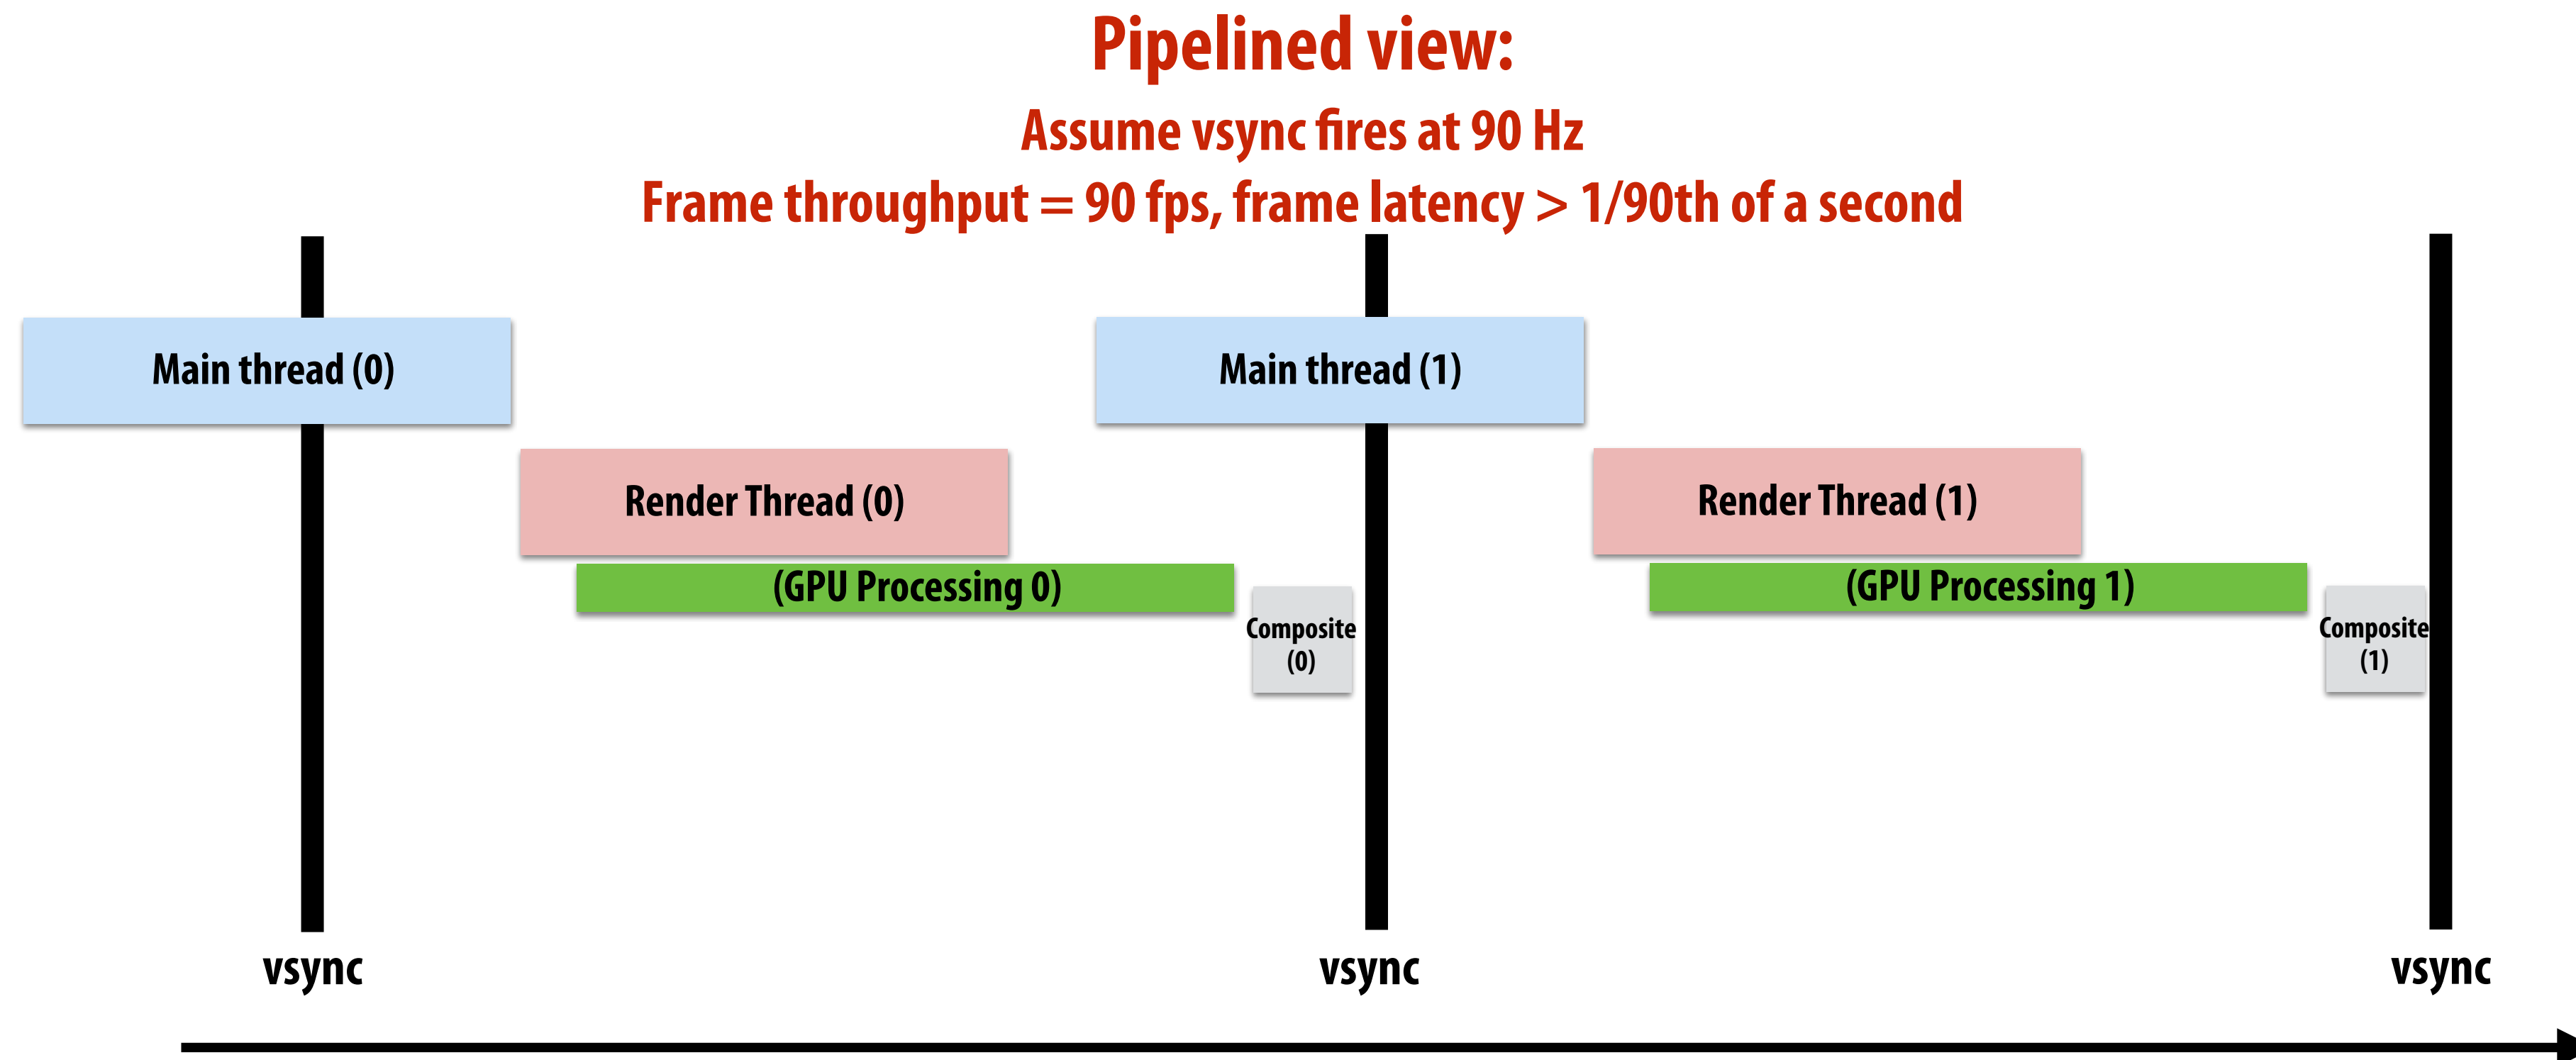 Pipelined view:
Assume vsync fires at 90 Hz
Frame throughput = 90 fps, frame latency > 1/90th of a second
Main thread (0)
Main thread (1)
Render Thread (0)
Render Thread (1)
(GPU Processing 0)
(GPU Processing 1)
Composite
(0)
Composite
(1)
vsync
vsync
vsync